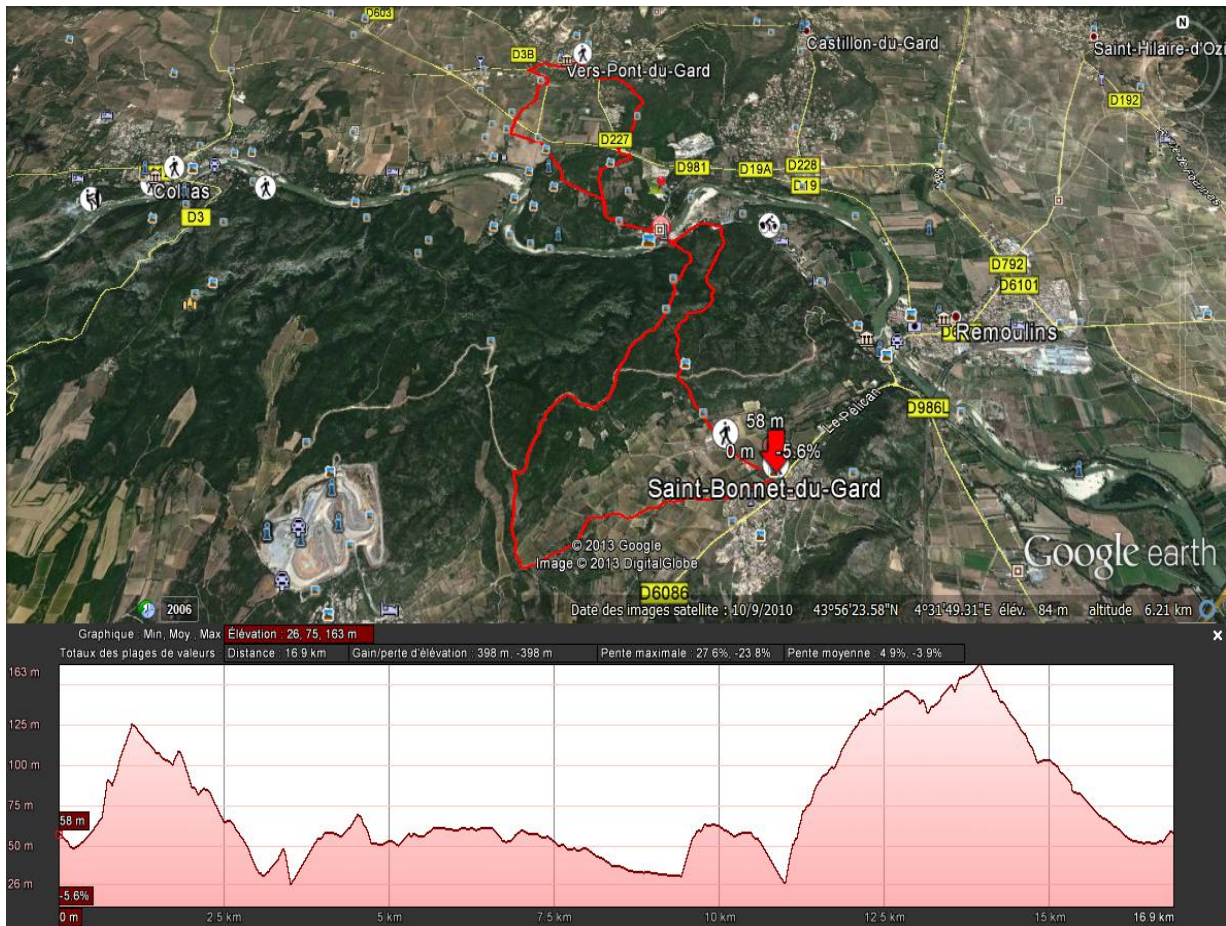 D603
N
D3B
Castillon-du-Gard
Saint-Hilaire-d'Ozi
Vers-Pont-du-Gard
D192
D227
D981
D19A
D228
D19
Collias
D3
D792
D6101
Remoulins
D986L
Le Pélican
58 m
0 m
-5.6%
Saint-Bonnet-du-Gard
© 2013 Google
Image © 2013 DigitalGlobe
Google earth
D6086
2006
Date des images satellite : 10/9/2010 43°56'23.58"N 4°31'49.31"E élév. 84 m altitude 6.21 km
Graphique : Min, Moy., Max Élévation : 26, 75, 163 m
x
Totaux des plages de valeurs : Distance : 16.9 km Gain/perte d'élévation : 398 m, -398 m Pente maximale : 27.6%, -23.8% Pente moyenne : 4.9%, -3.9%
163 m
125 m
100 m
75 m
58 m
50 m
26 m
-5.6%
0 m 2.5 km 5 km 7.5 km 10 km 12.5 km 15 km 16.9 km